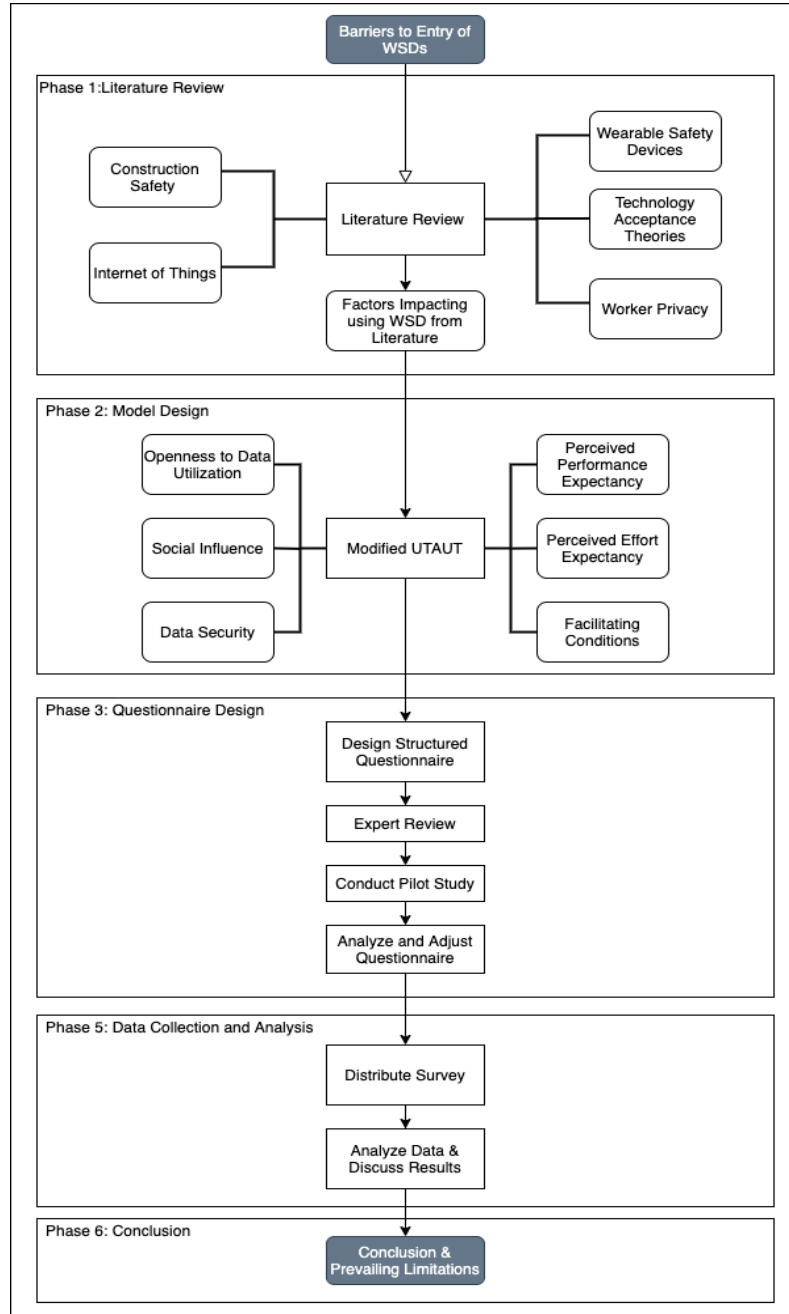 Barriers to Entry of
WSDs
Phase 1:Literature Review
Construction
Safety
Internet of Things
Literature Review
Factors Impacting
using WSD from
Literature
Wearable Safety
Devices
Technology
Acceptance
Theories
Worker Privacy
Phase 2: Model Design
Openness to Data
Utilization
Social Influence
Data Security
Modified UTAUT
Perceived
Performance
Expectancy
Perceived Effort
Expectancy
Facilitating
Conditions
Phase 3: Questionnaire Design
Design Structured
Questionnaire
Expert Review
Conduct Pilot Study
Analyze and Adjust
Questionnaire
Phase 5: Data Collection and Analysis
Distribute Survey
Analyze Data &
Discuss Results
Phase 6: Conclusion
Conclusion &
Prevailing Limitations